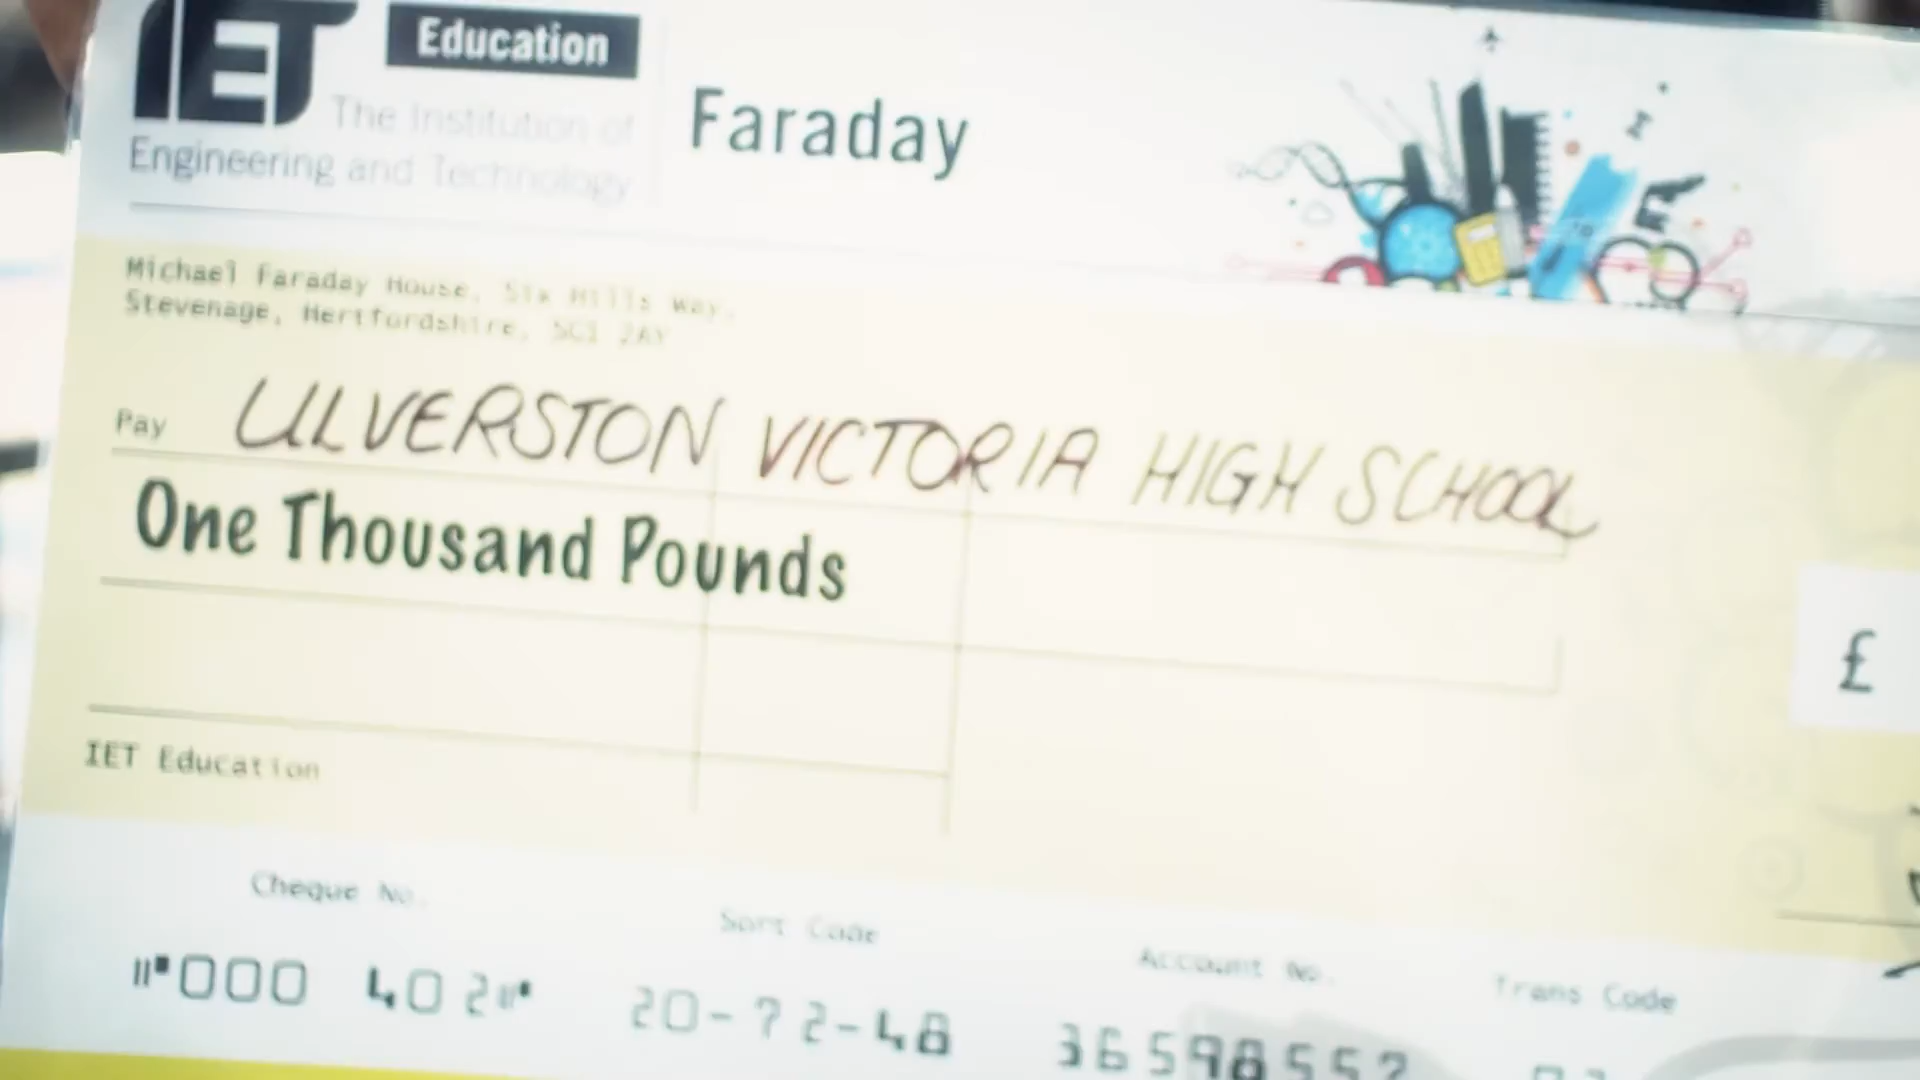 IET Education
The Institution of
Engineering and Technology
Faraday
Michael Faraday House, Six Hills Way,
Stevenage, Hertfordshire, SG1 2AY
Pay ULVERSTON VICTORIA HIGH SCHOOL
One Thousand Pounds
£
IET Education
Cheque No. Sort Code Account No. Trans Code
000 402 20-72-48